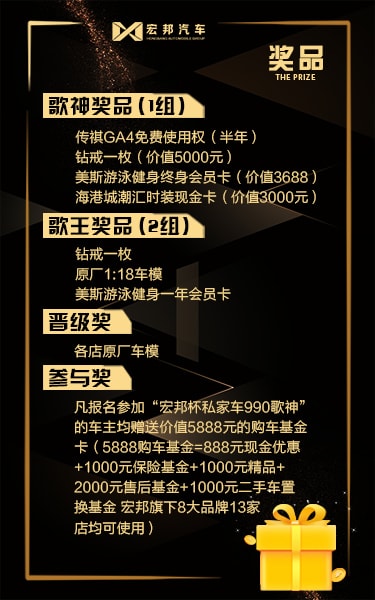 宏邦汽车
HONGBANG AUTOMOBILE GROUP
奖品
THE PRIZE
歌神奖品(1组)
传祺GA4免费使用权（半年）
钻戒一枚（价值5000元）
美斯游泳健身终身会员卡（价值3688）
海港城潮汇时装现金卡（价值3000元）
歌王奖品(2组)
钻戒一枚
原厂1:18车模
美斯游泳健身一年会员卡
晋级奖
各店原厂车模
参与奖
凡报名参加“宏邦杯私家车990歌神”
的车主均赠送价值5888元的购车基金
卡（5888购车基金=888元现金优惠
+1000元保险基金+1000元精品+
2000元售后基金+1000元二手车置
换基金 宏邦旗下8大品牌13家
店均可使用）